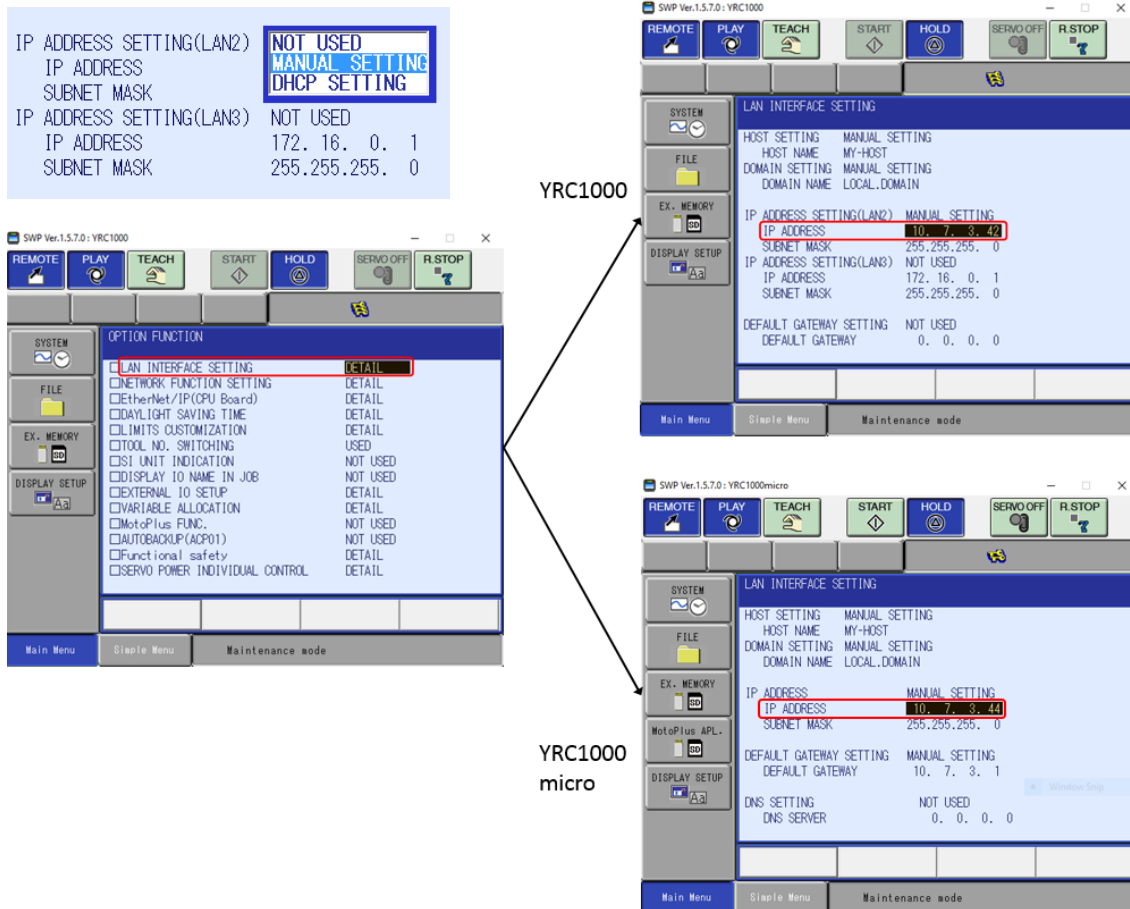 IP ADDRESS SETTING(LAN2) NOT USED
IP ADDRESS MANUAL SETTING
SUBNET MASK DHCP SETTING
IP ADDRESS SETTING(LAN3) NOT USED
IP ADDRESS 172. 16. 0. 1
SUBNET MASK 255.255.255. 0
SWP Ver.1.5.7.0 : YRC1000
REMOTE PLAY TEACH START HOLD SERVO OFF R.STOP
SYSTEM
FILE
EX. MEMORY
SD
DISPLAY SETUP
Aa
OPTION FUNCTION
LAN INTERFACE SETTING DETAIL
NETWORK FUNCTION SETTING DETAIL
EtherNet/IP(CPU Board) DETAIL
DAYLIGHT SAVING TIME DETAIL
LIMITS CUSTOMIZATION DETAIL
TOOL NO. SWITCHING USED
SI UNIT INDICATION NOT USED
DISPLAY IO NAME IN JOB NOT USED
EXTERNAL IO SETUP DETAIL
VARIABLE ALLOCATION DETAIL
MotoPlus FUNC. NOT USED
AUTOBACKUP(ACP01) NOT USED
Functional safety DETAIL
SERVO POWER INDIVIDUAL CONTROL DETAIL
Main Menu Simple Menu Maintenance mode
YRC1000
SWP Ver.1.5.7.0 : YRC1000
REMOTE PLAY TEACH START HOLD SERVO OFF R.STOP
SYSTEM
FILE
EX. MEMORY
SD
DISPLAY SETUP
Aa
LAN INTERFACE SETTING
HOST SETTING MANUAL SETTING
HOST NAME MY-HOST
DOMAIN SETTING MANUAL SETTING
DOMAIN NAME LOCAL.DOMAIN
IP ADDRESS SETTING(LAN2) MANUAL SETTING
IP ADDRESS 10. 7. 3. 42
SUBNET MASK 255.255.255. 0
IP ADDRESS SETTING(LAN3) NOT USED
IP ADDRESS 172. 16. 0. 1
SUBNET MASK 255.255.255. 0
DEFAULT GATEWAY SETTING NOT USED
DEFAULT GATEWAY 0. 0. 0. 0
Main Menu Simple Menu Maintenance mode
YRC1000
micro
SWP Ver.1.5.7.0 : YRC1000micro
REMOTE PLAY TEACH START HOLD SERVO OFF R.STOP
SYSTEM
FILE
EX. MEMORY
SD
MotoPlus APL.
SD
DISPLAY SETUP
Aa
LAN INTERFACE SETTING
HOST SETTING MANUAL SETTING
HOST NAME MY-HOST
DOMAIN SETTING MANUAL SETTING
DOMAIN NAME LOCAL.DOMAIN
IP ADDRESS MANUAL SETTING
IP ADDRESS 10. 7. 3. 44
SUBNET MASK 255.255.255. 0
DEFAULT GATEWAY SETTING MANUAL SETTING
DEFAULT GATEWAY 10. 7. 3. 1
Window Snip
DNS SETTING NOT USED
DNS SERVER 0. 0. 0. 0
Main Menu Simple Menu Maintenance mode